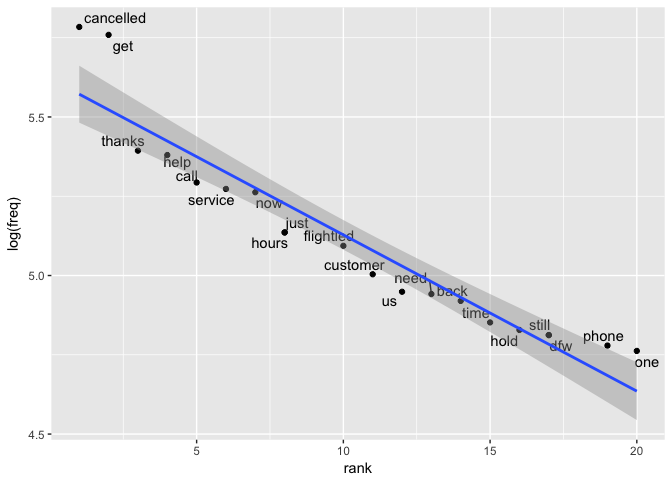 cancelled
get
5.5
thanks
help
call
service
now
just
hours
flightled
5.0
customer
need
us
back
time
still
hold
dfw
phone
one
4.5
log(freq)
5
10
15
20
rank